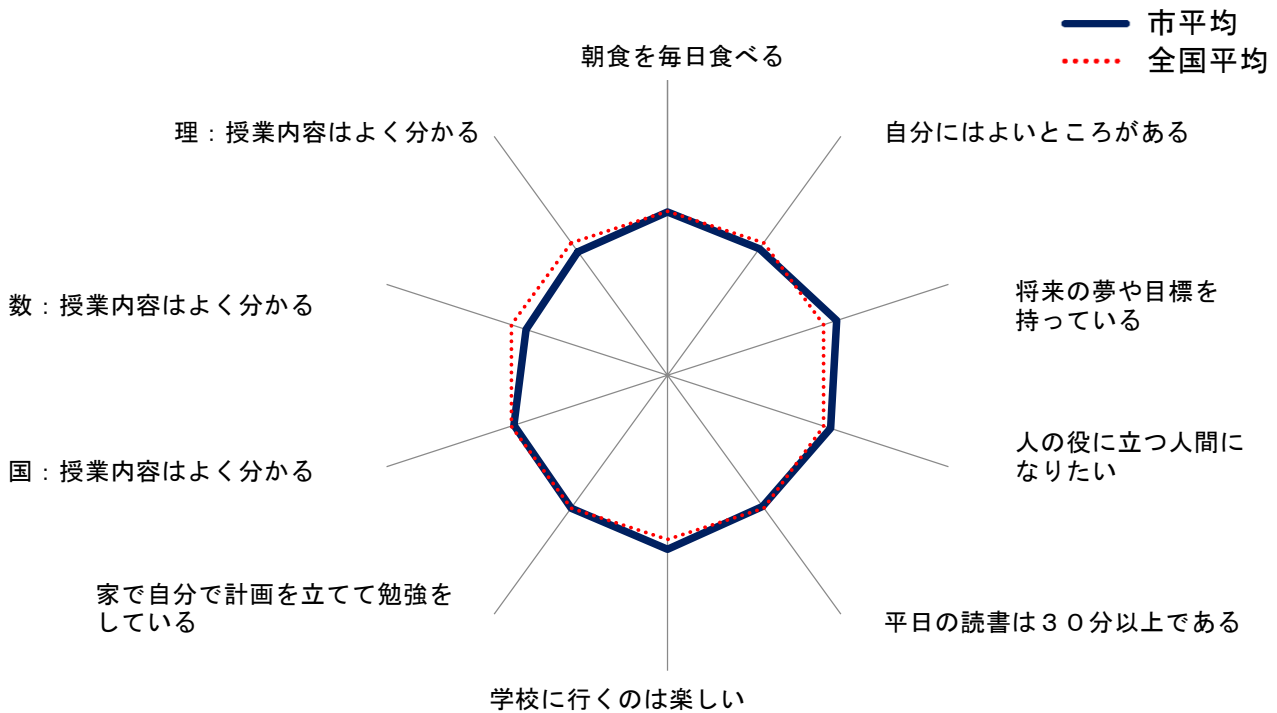 市平均
全国平均
朝食を毎日食べる
自分にはよいところがある
将来の夢や目標を
持っている
人の役に立つ人間に
なりたい
平日の読書は３０分以上である
学校に行くのは楽しい
家で自分で計画を立てて勉強を
している
国：授業内容はよく分かる
数：授業内容はよく分かる
理：授業内容はよく分かる